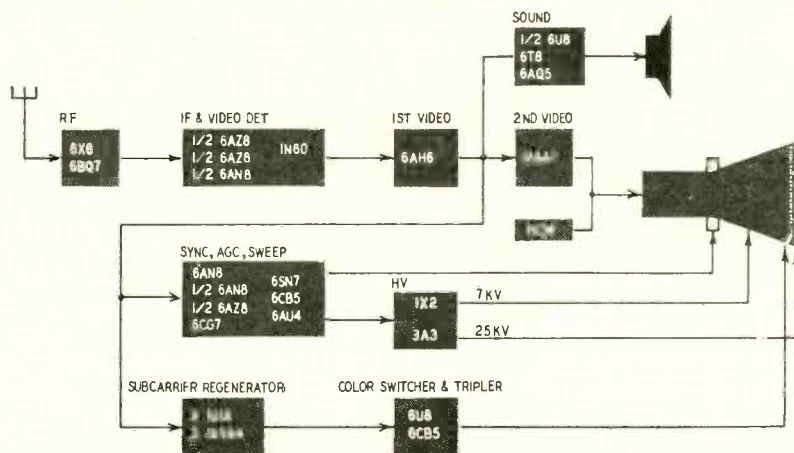 SOUND
1/2 6U8
6T8
6AQ5
RF
6X8
6BQ7
IF & VIDEO DET
1/2 6AZ8
1/2 6AZ8
1/2 6AN8
IN60
1ST VIDEO
6AH6
2ND VIDEO
SYNC, AGC, SWEEP
6AN8
1/2 6AN8
1/2 6AZ8
6CG7
6SN7
6CB5
6AU4
HV
1X2
3A3
7KV
25KV
SUBCARRIER REGENERATOR
COLOR SWITCHER & TRIPLER
6U8
6CB5